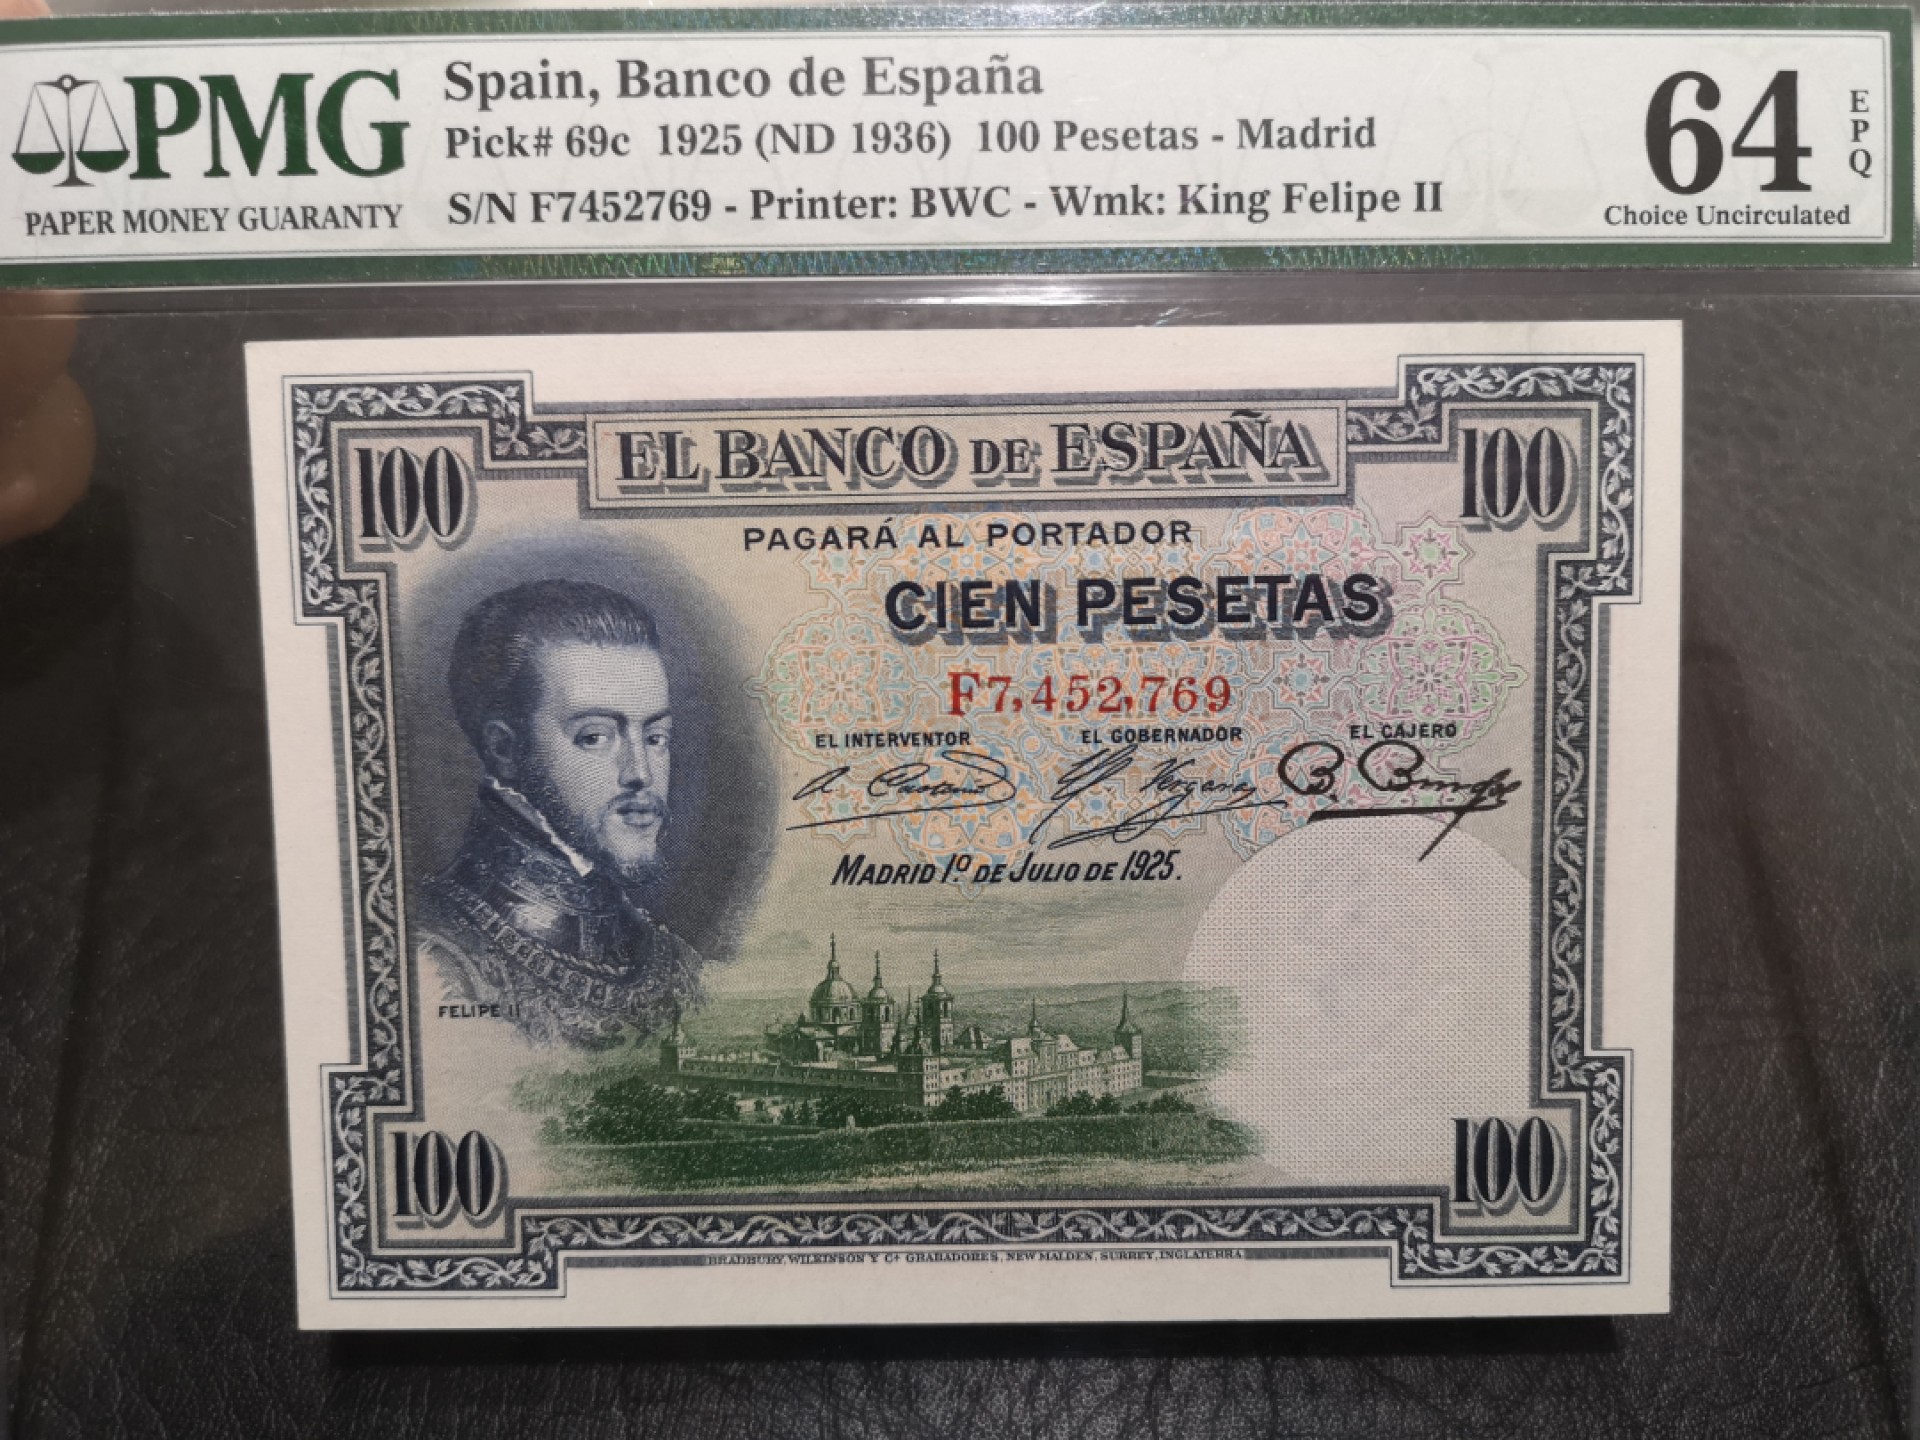 PMG
PAPER MONEY GUARANTY
Spain, Banco de España
Pick# 69c 1925 (ND 1936) 100 Pesetas - Madrid
S/N F7452769 - Printer: BWC - Wmk: King Felipe II
64
EPQ
Choice Uncirculated
100
EL BANCO DE ESPAÑA
100
PAGARÁ AL PORTADOR
CIEN PESETAS
F7,452,769
EL INTERVENTOR
EL GOBERNADOR
EL CAJERO
MADRID 1º DE JULIO DE 1925.
FELIPE II
100
100
BRADBURY, WILKINSON Y Cª GRABADORES, NEW MALDEN, SURREY, INGLATERRA